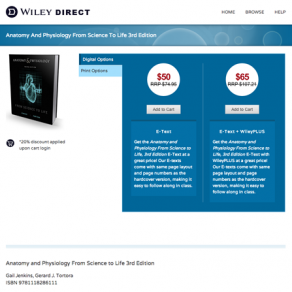 WILEY DIRECT
HOME BROWSE HELP
Anatomy And Physiology From Science To Life 3rd Edition
Digital Options
Print Options
$50
RRP $74.95
Add to Cart
E-Text
Get the Anatomy and
Physiology From Science to
Life, 3rd Edition E-Text at a
great price! Our E-texts
come with same page layout
and page numbers as the
hardcover version, making it
easy to follow along in class.
$65
RRP $107.21
Add to Cart
E-Text + WileyPLUS
Get the Anatomy and
Physiology From Science to
Life, 3rd Edition E-Text with
WileyPLUS at a great price!
Our E-texts come with same
page layout and page
numbers as the hardcover
version, making it easy to
follow along in class.
*20% discount applied
upon cart login
Anatomy and Physiology From Science to Life 3rd Edition
Gail Jenkins, Gerard J. Tortora
ISBN 9781118286111